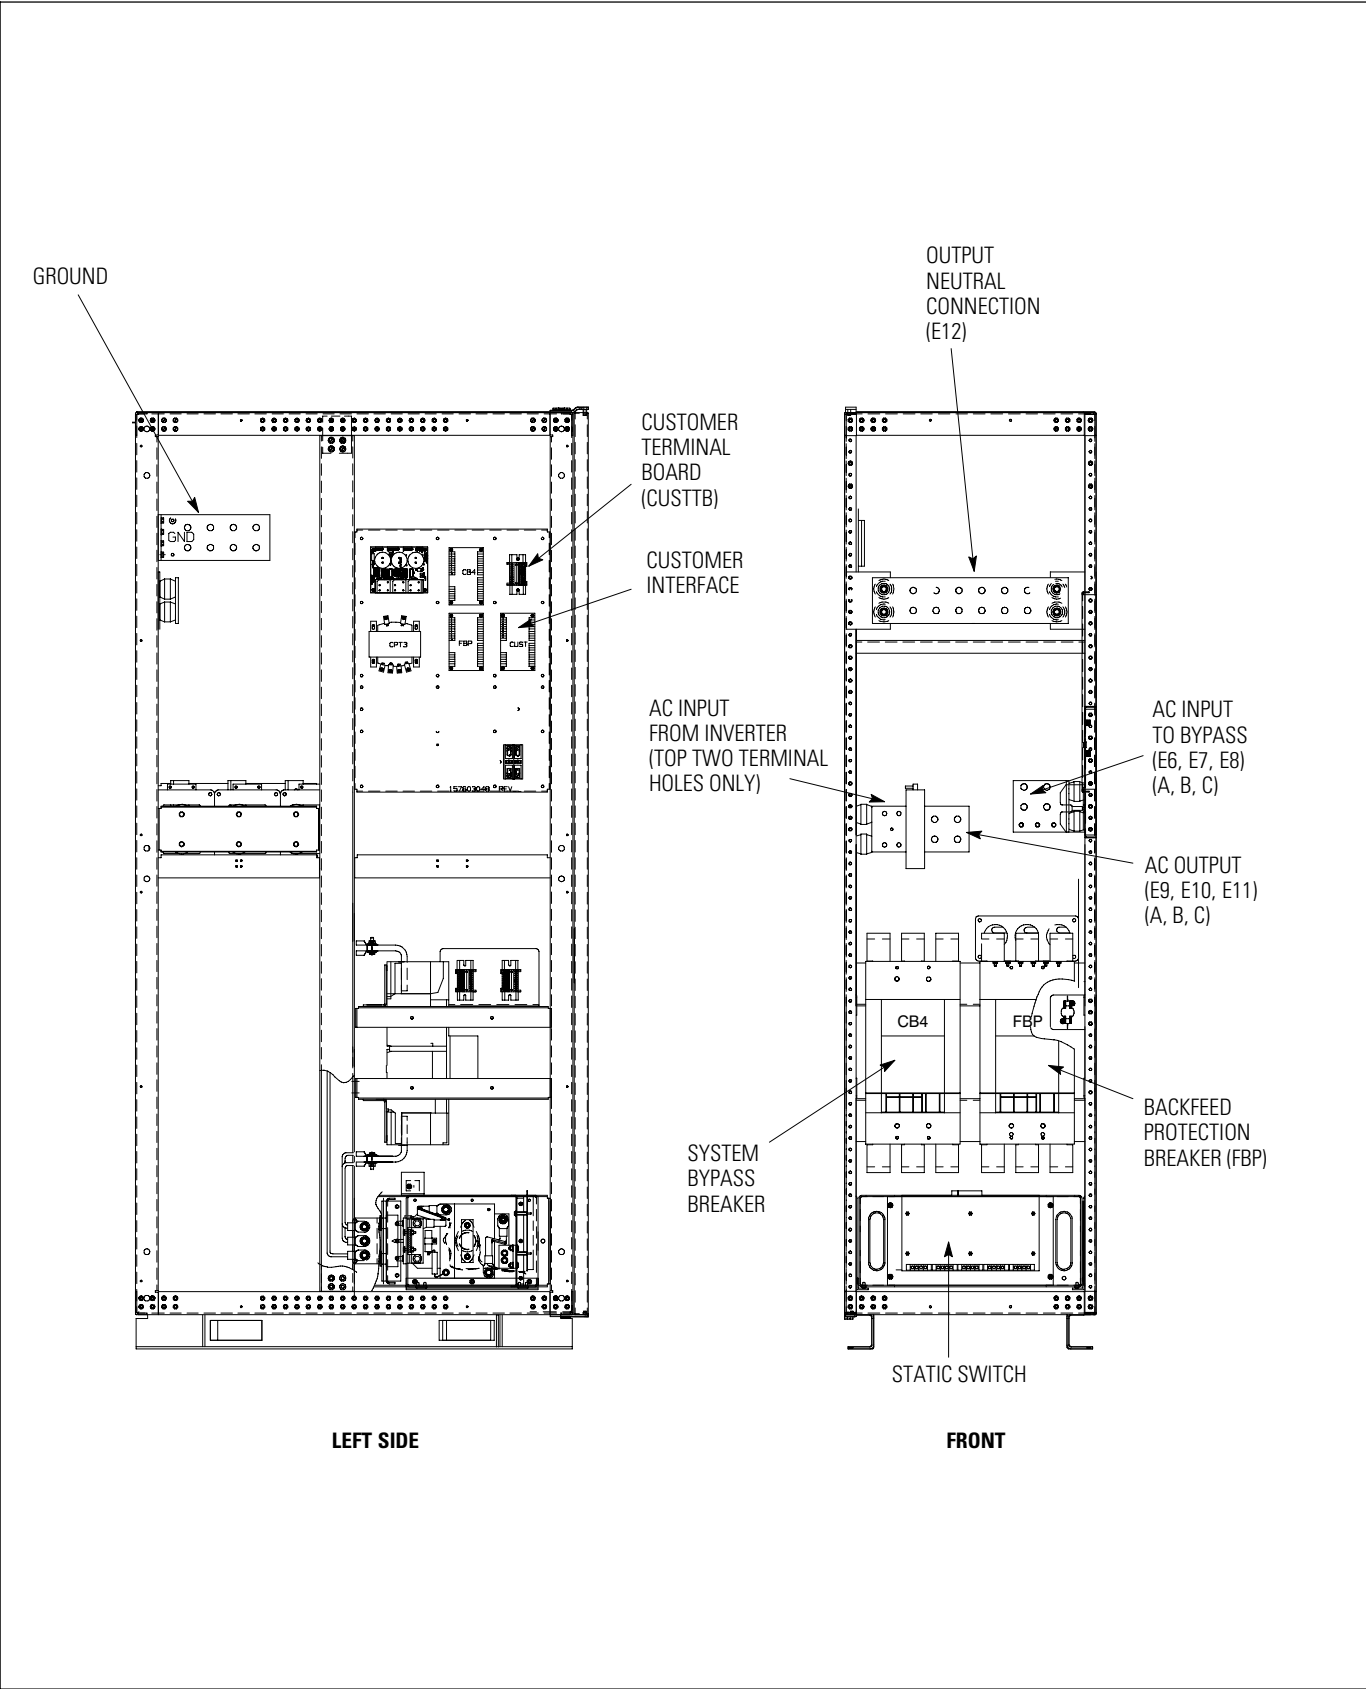 GROUND
OUTPUT
NEUTRAL
CONNECTION
(E12)
CUSTOMER
TERMINAL
BOARD
(CUSTTB)
CUSTOMER
INTERFACE
GND
CB4
CPT3
FBP
CUST
157603048 REV
AC INPUT
FROM INVERTER
(TOP TWO TERMINAL
HOLES ONLY)
AC INPUT
TO BYPASS
(E6, E7, E8)
(A, B, C)
AC OUTPUT
(E9, E10, E11)
(A, B, C)
CB4
FBP
SYSTEM
BYPASS
BREAKER
BACKFEED
PROTECTION
BREAKER (FBP)
STATIC SWITCH
LEFT SIDE
FRONT